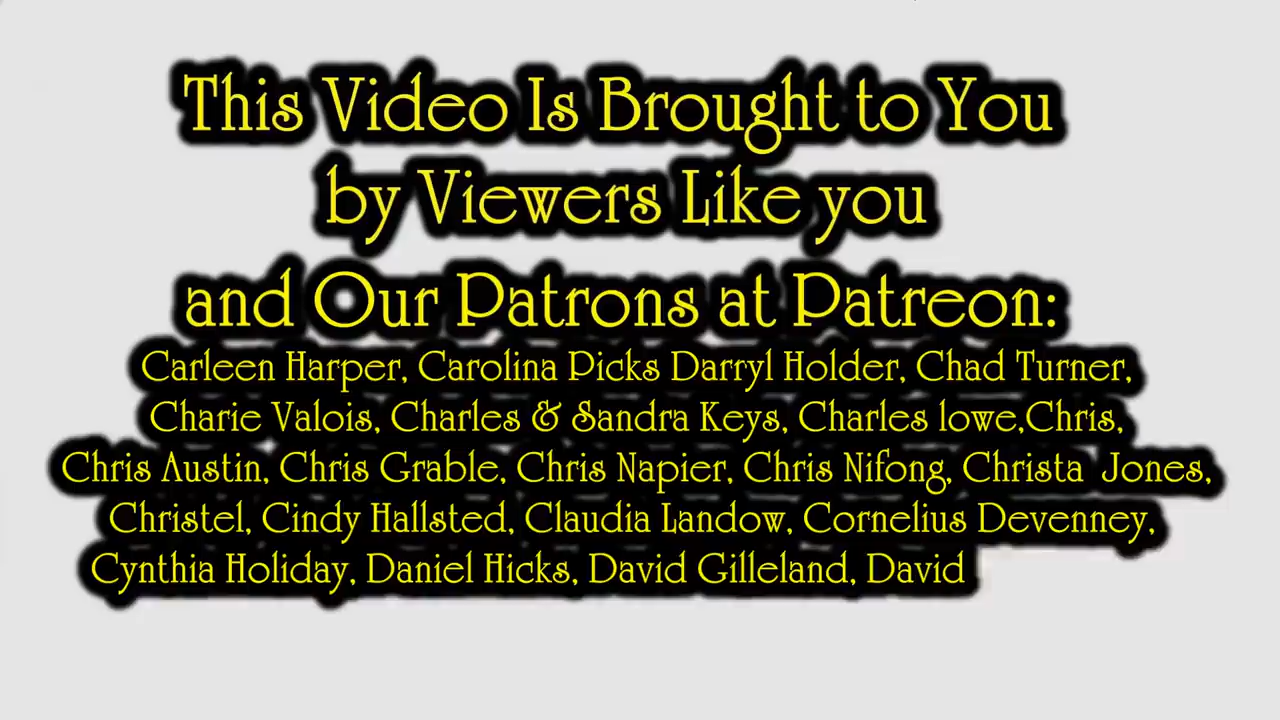 This Video Is Brought to You
by Viewers Like you
and Our Patrons at Patreon:
Carleen Harper, Carolina Picks Darryl Holder, Chad Turner,
Charie Valois, Charles & Sandra Keys, Charles lowe,Chris,
Chris Austin, Chris Grable, Chris Napier, Chris Nifong, Christa  Jones,
Christel, Cindy Hallsted, Claudia Landow, Cornelius Devenney,
Cynthia Holiday, Daniel Hicks, David Gilleland, David